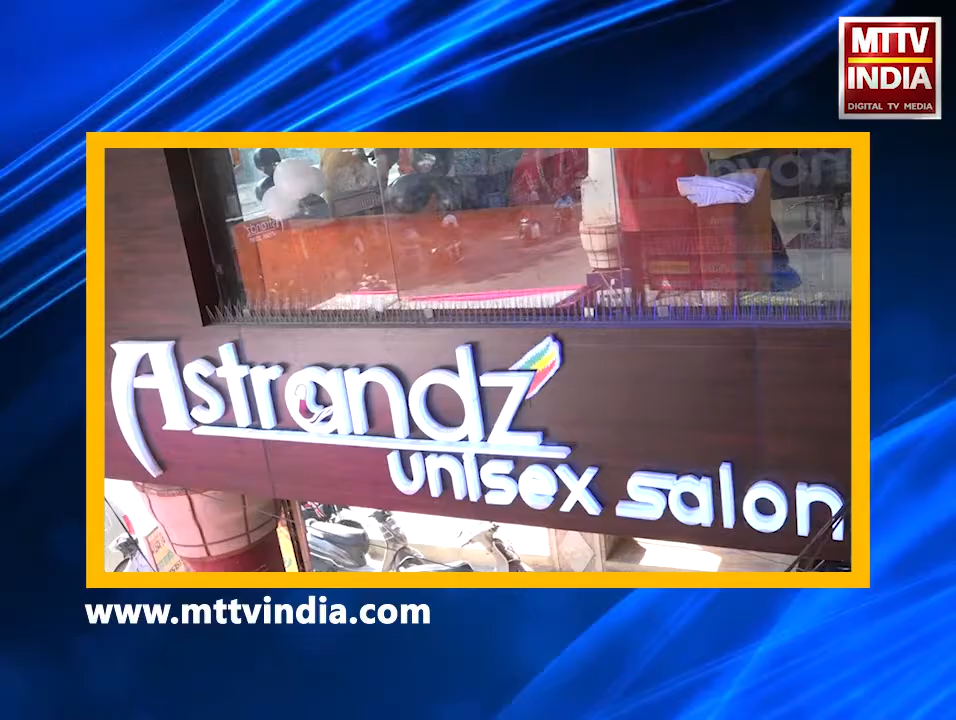 MTTV
INDIA
DIGITAL TV MEDIA
Astrandz
unisex salon
www.mttvindia.com